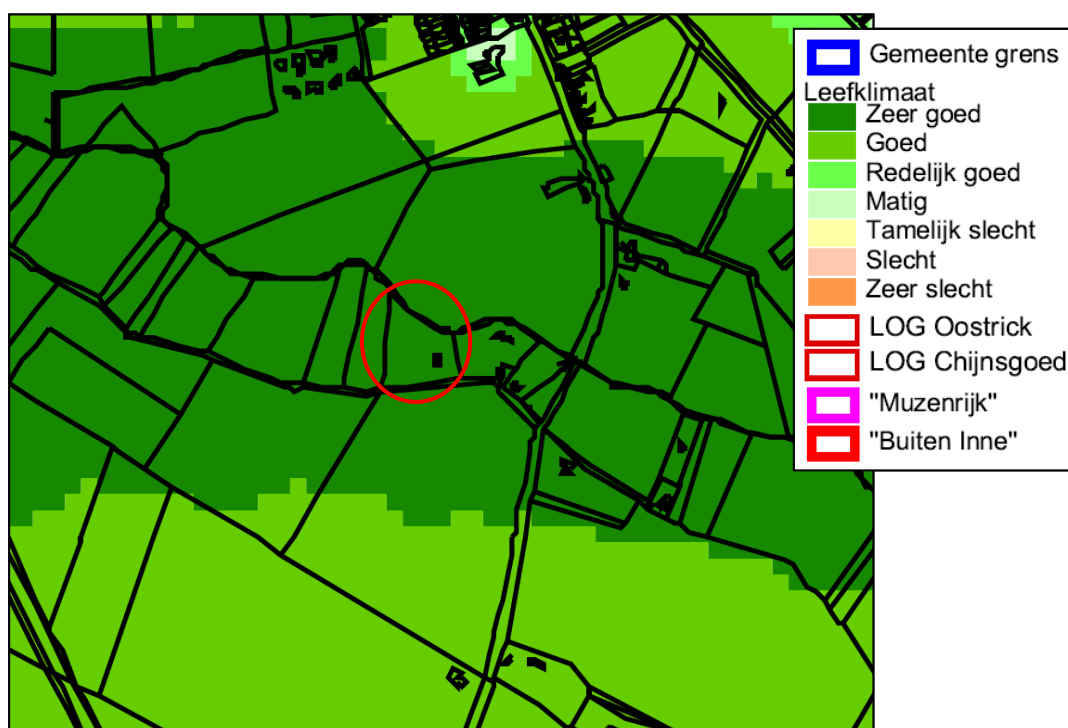 Gemeente grens
Leefklimaat
Zeer goed
Goed
Redelijk goed
Matig
Tamelijk slecht
Slecht
Zeer slecht
LOG Oostrick
LOG Chijnsgoed
"Muzenrijk"
"Buiten Inne"